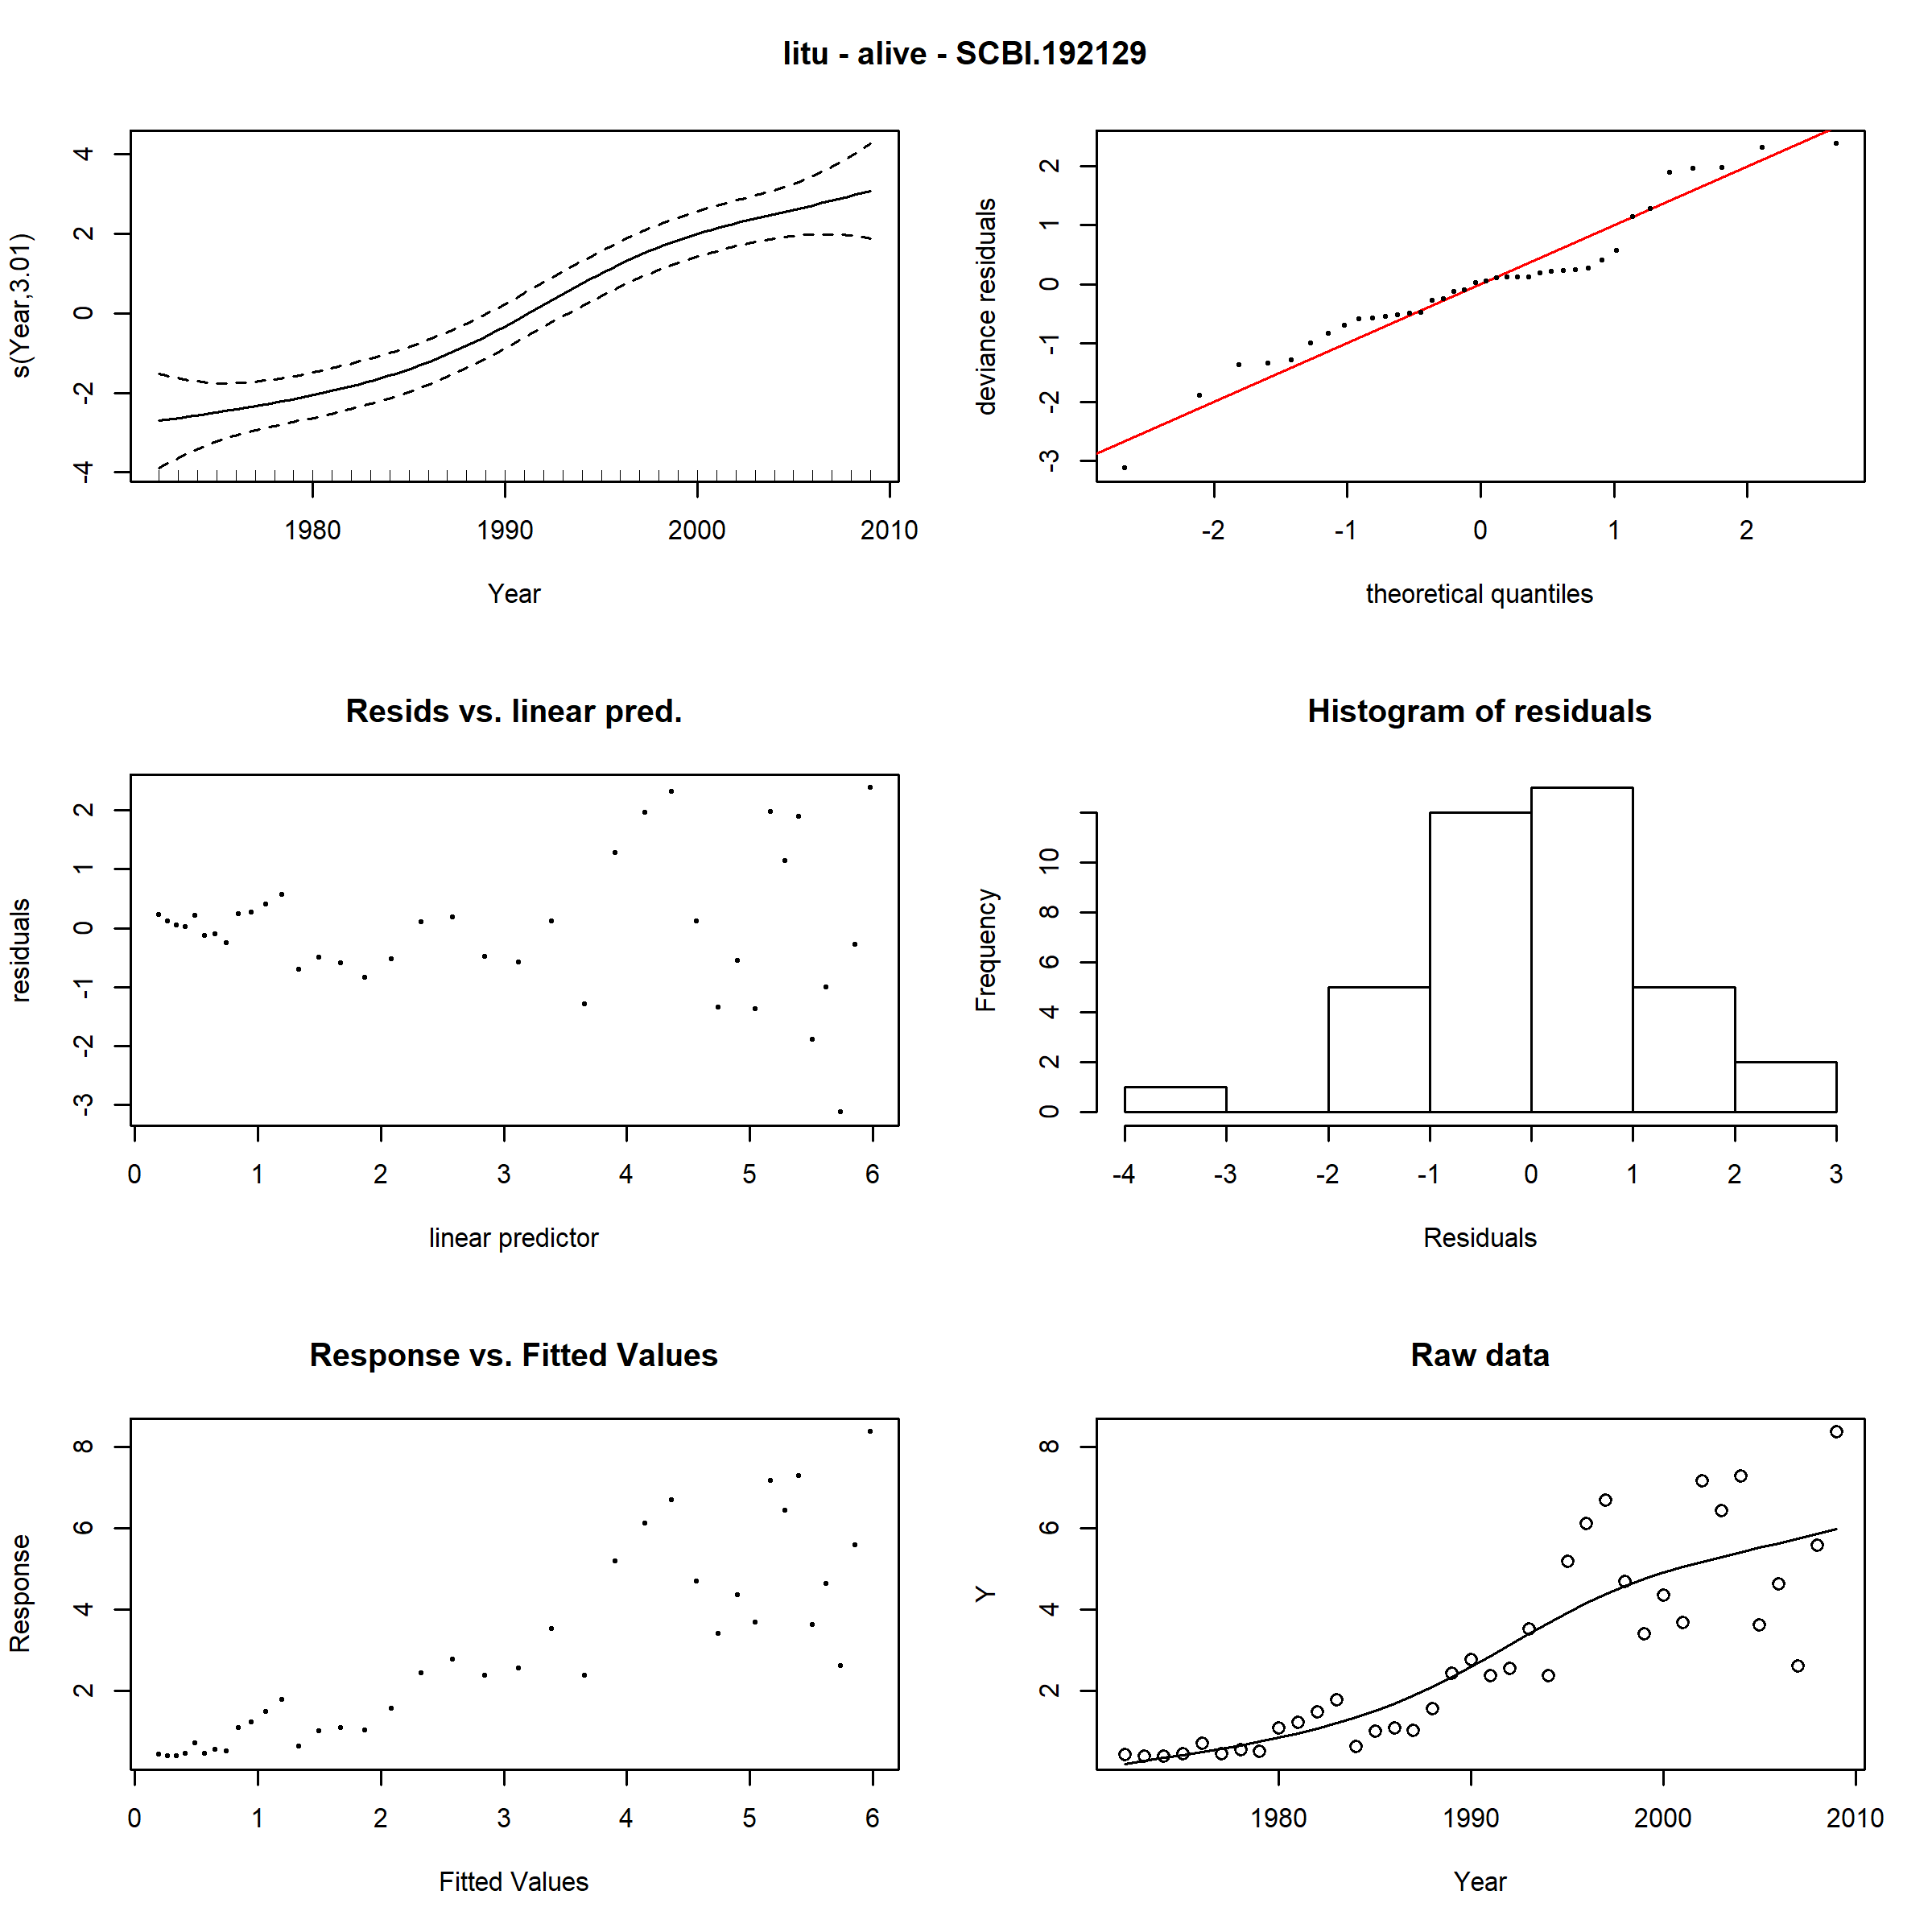 litu - alive - SCBI.192129
s(Year,3.01)
4
2
0
-2
-4
1980 1990 2000 2010
Year
deviance residuals
2
1
0
-1
-2
-3
-2 -1 0 1 2
theoretical quantiles
Resids vs. linear pred.
residuals
2
1
0
-1
-2
-3
0 1 2 3 4 5 6
linear predictor
Histogram of residuals
Frequency
10
8
6
4
2
0
-4 -3 -2 -1 0 1 2 3
Residuals
Response vs. Fitted Values
Response
8
6
4
2
0 1 2 3 4 5 6
Fitted Values
Raw data
Y
8
6
4
2
1980 1990 2000 2010
Year